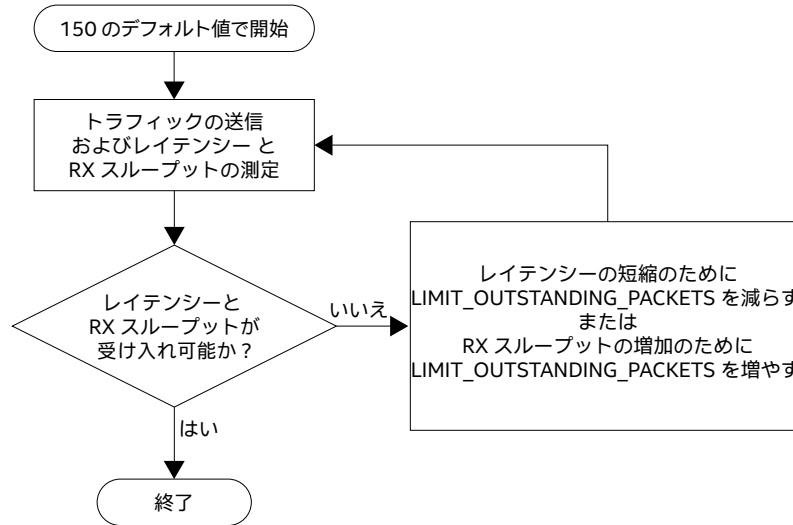 150 のデフォルト値で開始
トラフィックの送信
およびレイテンシー と
RX スループットの測定
レイテンシーと
RX スループットが
受け入れ可能か？
いいえ
レイテンシーの短縮のために
LIMIT_OUTSTANDING_PACKETS を減らす
または
RX スループットの増加のために
LIMIT_OUTSTANDING_PACKETS を増やす
はい
終了